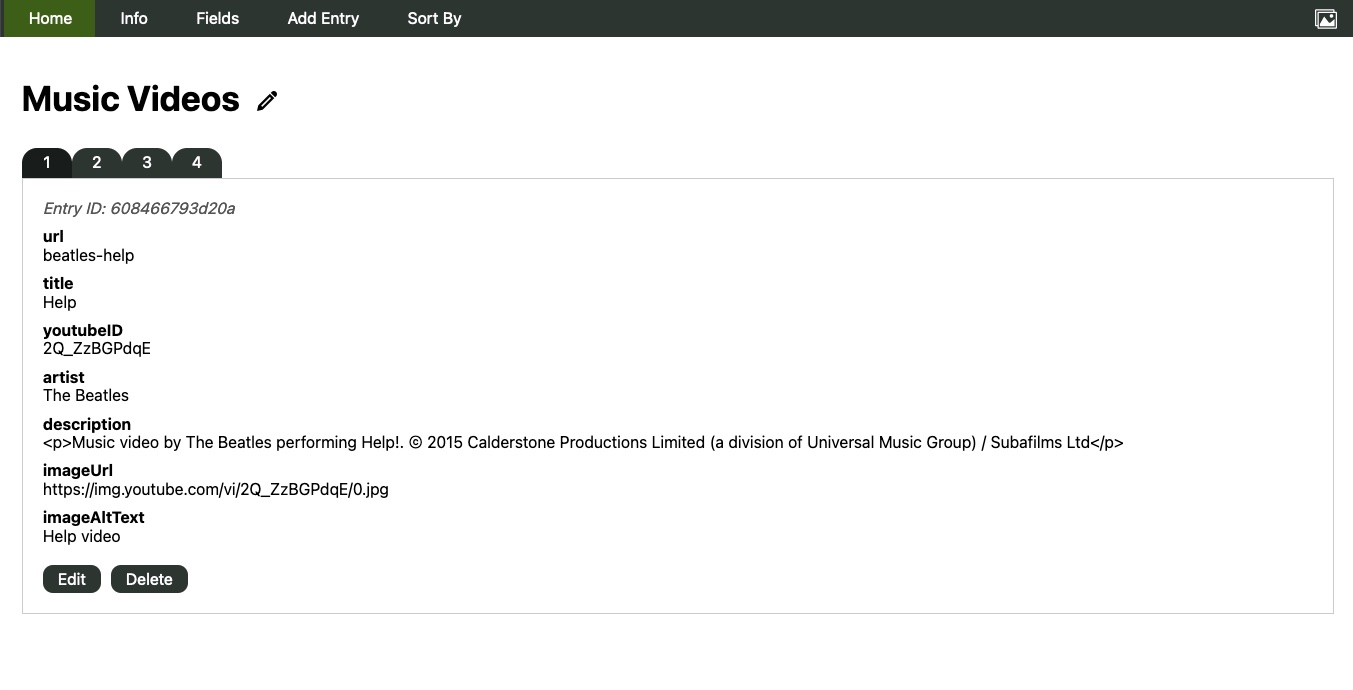 Home Info Fields Add Entry Sort By
Music Videos
1 2 3 4
Entry ID: 608466793d20a
url
beatles-help
title
Help
youtubeID
2Q_ZzBGPdqE
artist
The Beatles
description
<p>Music video by The Beatles performing Help!. © 2015 Calderstone Productions Limited (a division of Universal Music Group) / Subafilms Ltd</p>
imageUrl
https://img.youtube.com/vi/2Q_ZzBGPdqE/0.jpg
imageAltText
Help video
Edit Delete